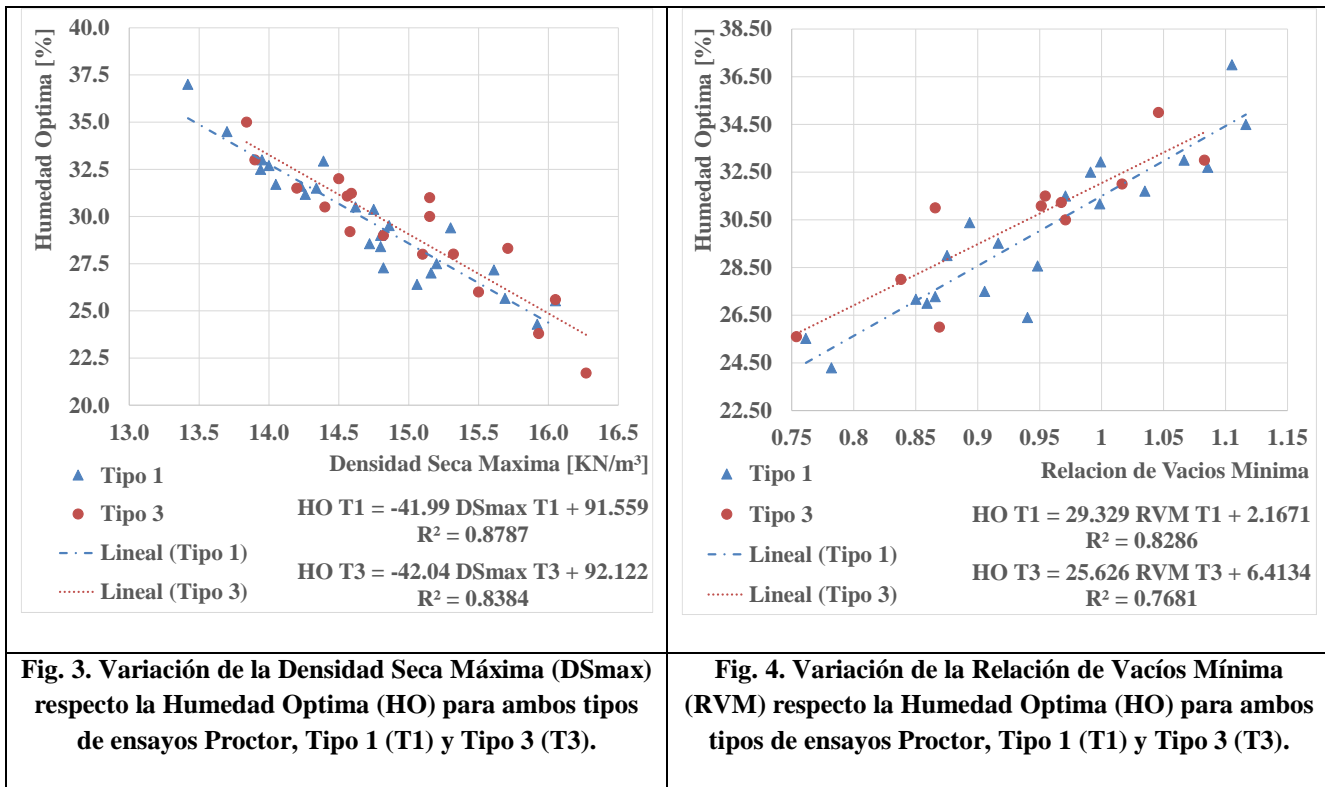 Humedad Optima [%]
40.0
37.5
35.0
32.5
30.0
27.5
25.0
22.5
20.0
13.0 13.5 14.0 14.5 15.0 15.5 16.0 16.5
Densidad Seca Maxima [KN/m³]
Tipo 1
Tipo 3
Lineal (Tipo 1)
Lineal (Tipo 3)
HO T1 = -41.99 DSmax T1 + 91.559
R² = 0.8787
HO T3 = -42.04 DSmax T3 + 92.122
R² = 0.8384
Fig. 3. Variación de la Densidad Seca Máxima (DSmax)
respecto la Humedad Optima (HO) para ambos tipos
de ensayos Proctor, Tipo 1 (T1) y Tipo 3 (T3).
Humedad Optima [%]
38.50
36.50
34.50
32.50
30.50
28.50
26.50
24.50
22.50
0.75 0.8 0.85 0.9 0.95 1 1.05 1.1 1.15
Relacion de Vacios Minima
Tipo 1
Tipo 3
Lineal (Tipo 1)
Lineal (Tipo 3)
HO T1 = 29.329 RVM T1 + 2.1671
R² = 0.8286
HO T3 = 25.626 RVM T3 + 6.4134
R² = 0.7681
Fig. 4. Variación de la Relación de Vacíos Mínima
(RVM) respecto la Humedad Optima (HO) para ambos
tipos de ensayos Proctor, Tipo 1 (T1) y Tipo 3 (T3).